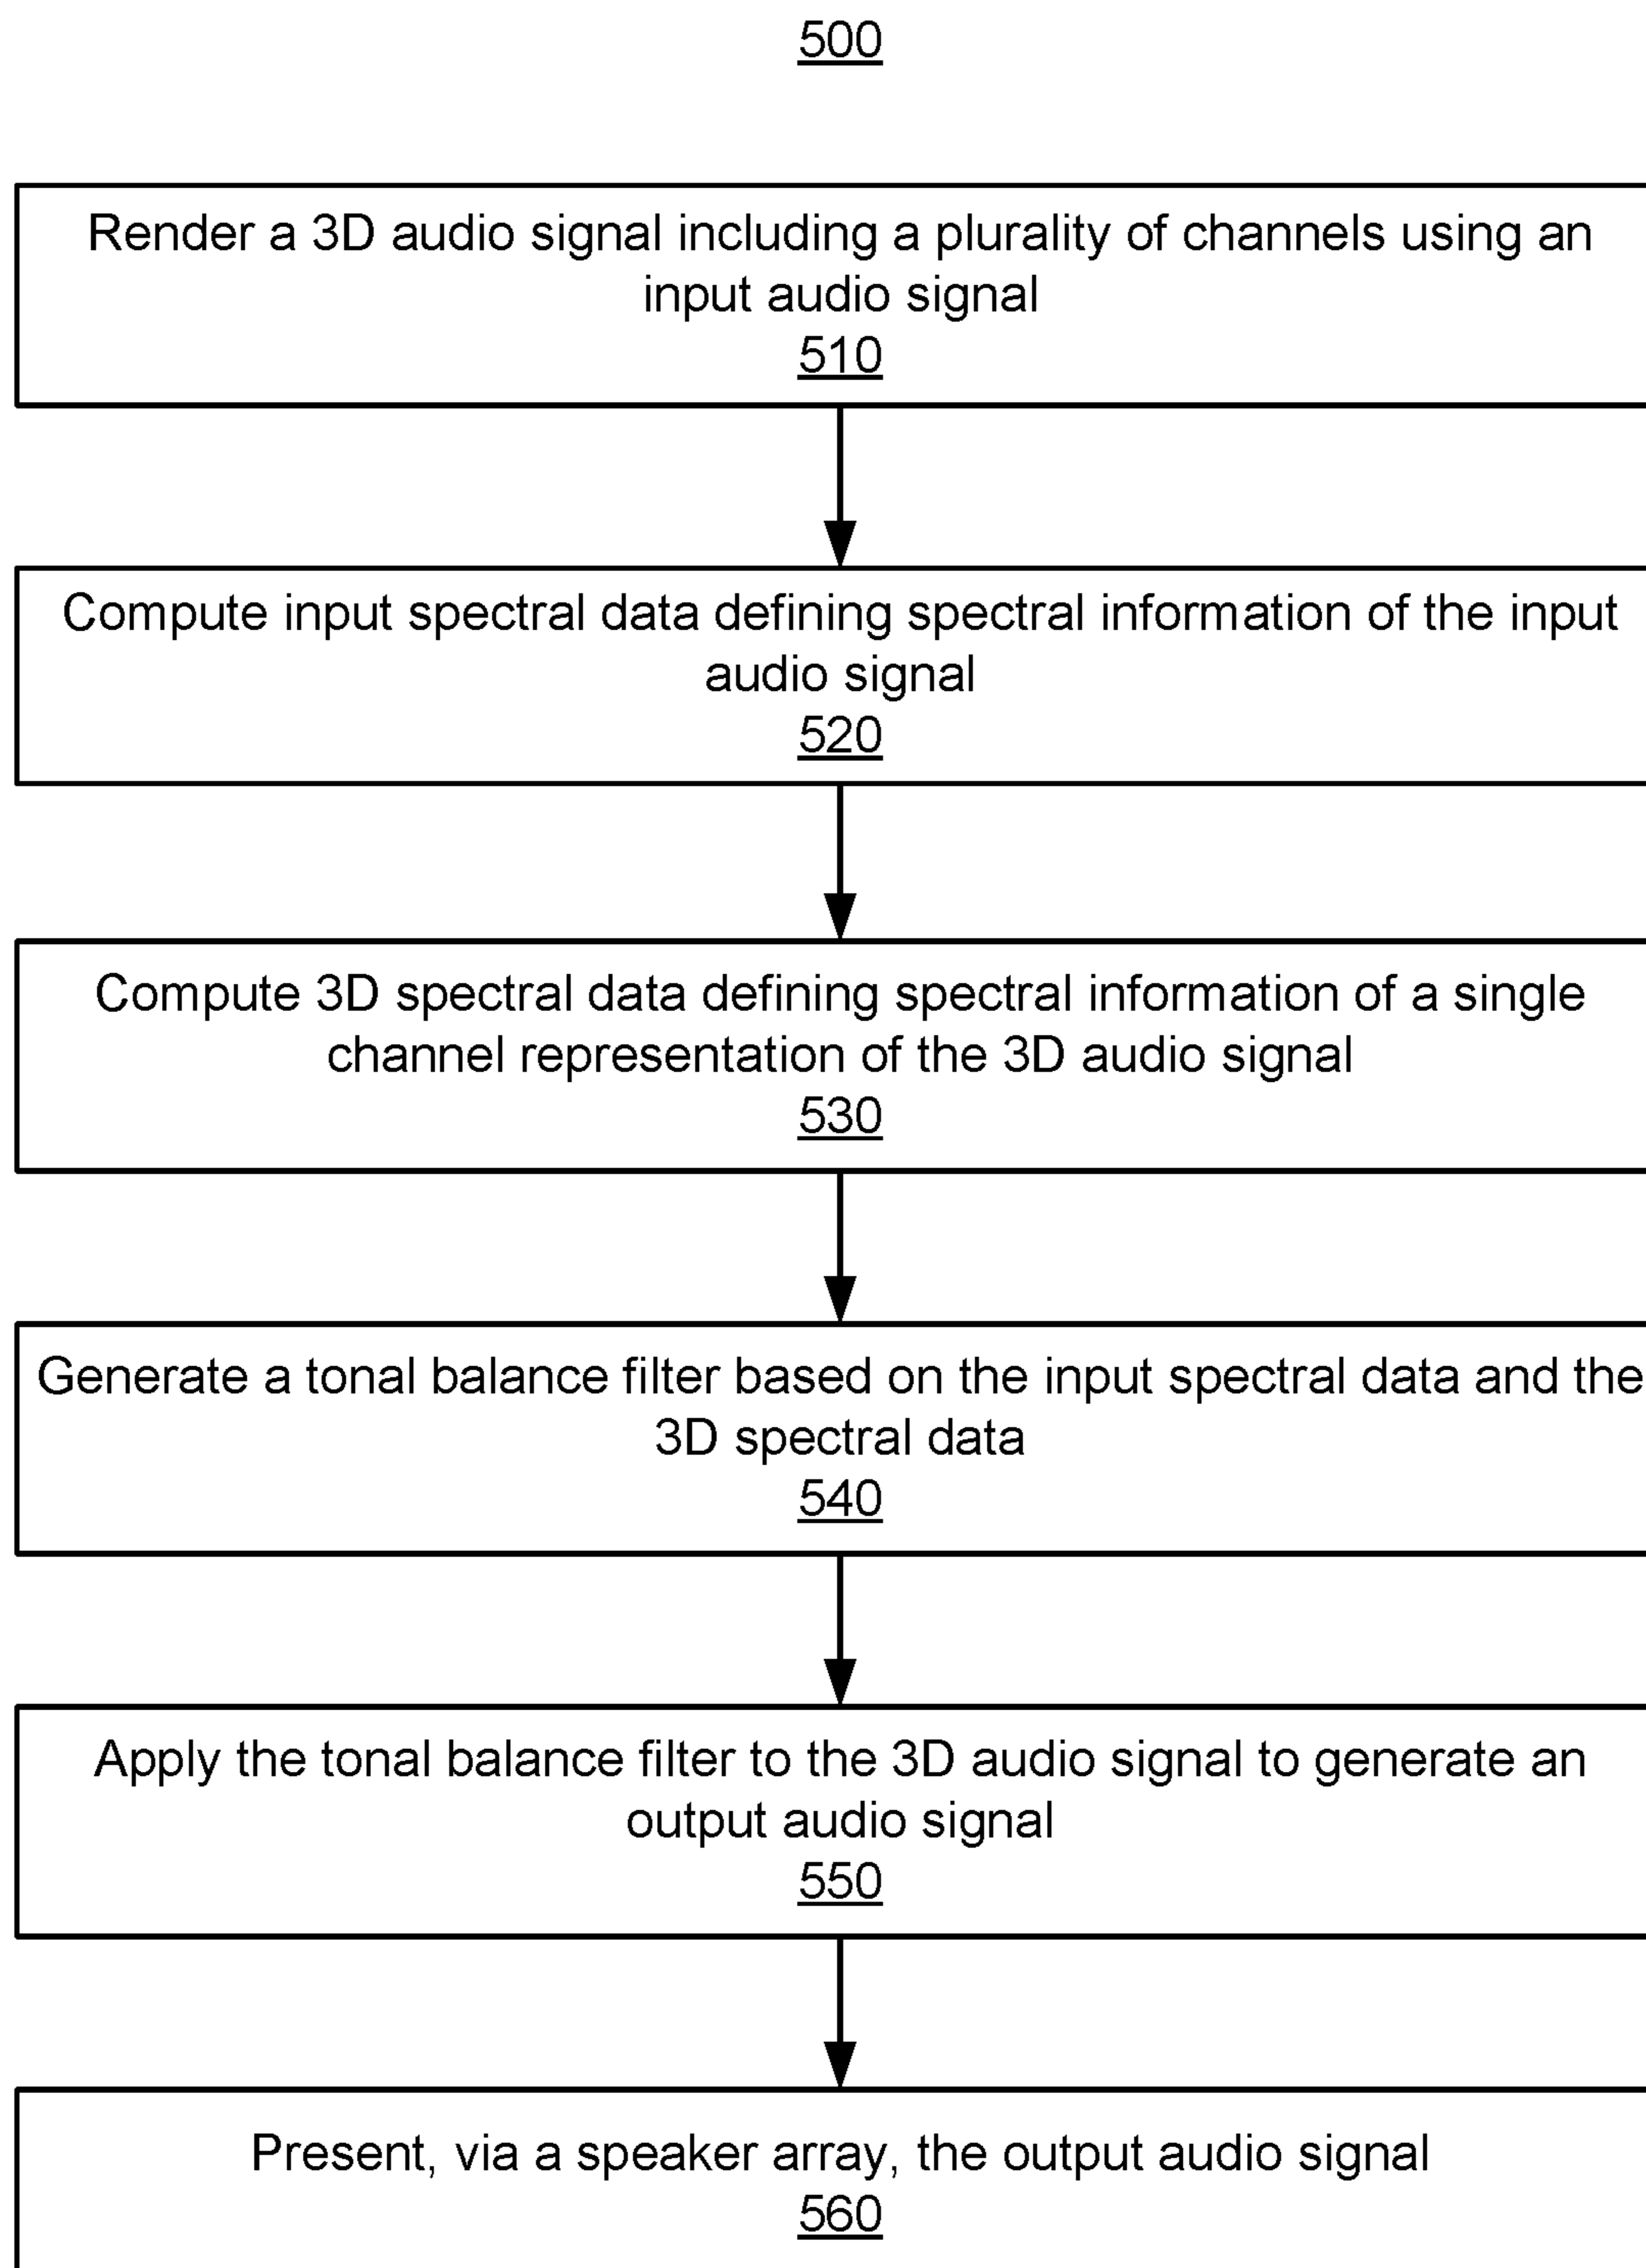 500
Render a 3D audio signal including a plurality of channels using an
input audio signal
510
Compute input spectral data defining spectral information of the input
audio signal
520
Compute 3D spectral data defining spectral information of a single
channel representation of the 3D audio signal
530
Generate a tonal balance filter based on the input spectral data and the
3D spectral data
540
Apply the tonal balance filter to the 3D audio signal to generate an
output audio signal
550
Present, via a speaker array, the output audio signal
560